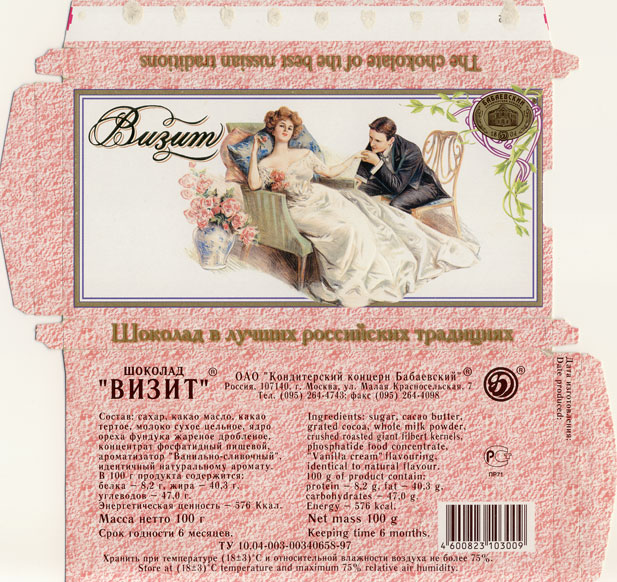 The chokolate of the best russian traditions
Визит
®
БАБАЕВСКИЙ
Шоколад в лучших российских традициях
ШОКОЛАД
"ВИЗИТ"®
ОАО "Кондитерский концерн Бабаевский"®
Россия, 107140, г. Москва, ул. Малая Красносельская, 7
Тел. (095) 264-4743; факс (095) 264-4098
®
Дата изготовления:
Date produced:
Состав: сахар, какао масло, какао
тертое, молоко сухое цельное, ядро
ореха фундука жареное дробленое,
концентрат фосфатидный пищевой,
ароматизатор "Ванильно-сливочный",
идентичный натуральному аромату.
В 100 г продукта содержится:
белка – 8,2 г, жира – 40,3 г,
углеводов – 47,0 г.
Энергетическая ценность – 576 Ккал.
Масса нетто 100 г
Срок годности 6 месяцев.
Ingredients: sugar, cacao butter,
grated cocoa, whole milk powder,
crushed roasted giant filbert kernels,
phosphatide food concentrate,
"Vanilla cream" flavouring,
identical to natural flavour.
100 g of product contain:
protein – 8,2 g, fat – 40,3 g,
carbohydrates – 47,0 g.
Energy – 576 kcal.
Net mass 100 g
Keeping time 6 months.
ТУ 10.04-003-00340658-97
Хранить при температуре (18±3)°С и относительной влажности воздуха не более 75%.
Store at (18±3)°C temperature and maximum 75% relative air humidity.
4 600823 103009